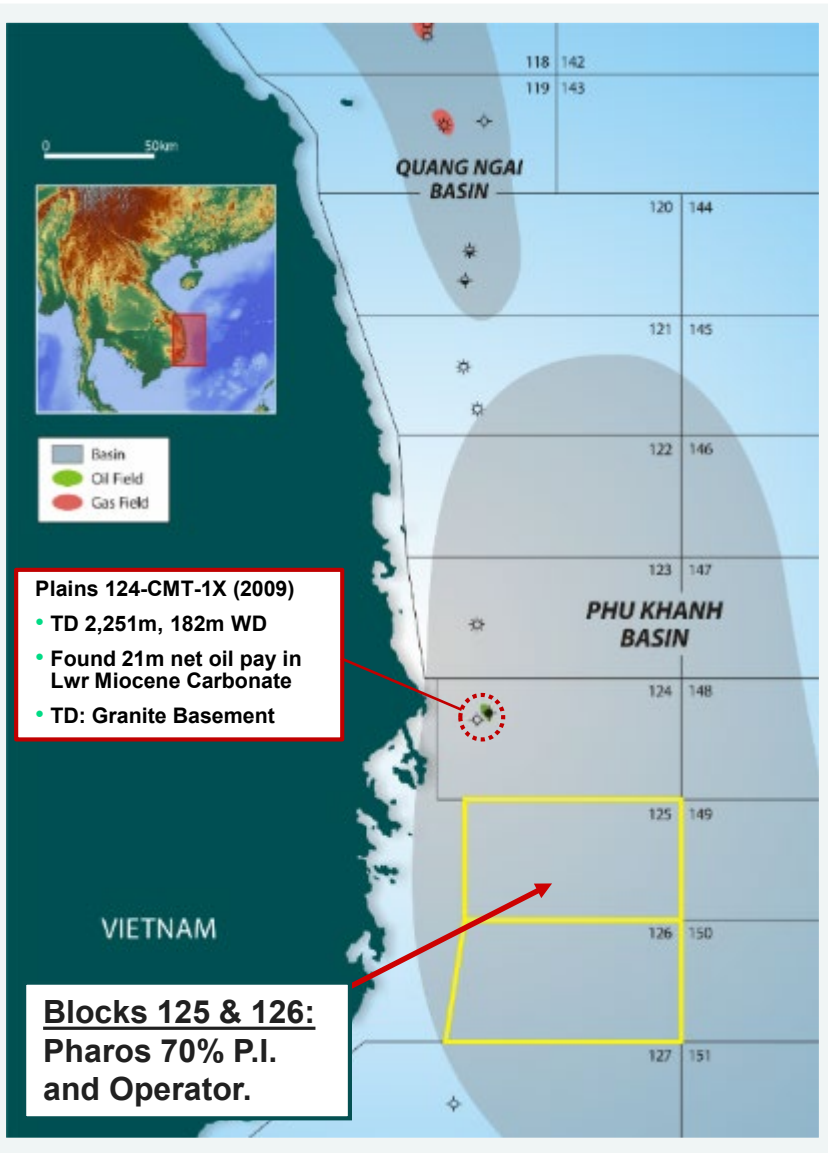 118 142
119 143
0 50km
QUANG NGAI
BASIN
120 144
121 145
122 146
Basin
Oil Field
Gas Field
123 147
Plains 124-CMT-1X (2009)
• TD 2,251m, 182m WD
• Found 21m net oil pay in
Lwr Miocene Carbonate
• TD: Granite Basement
PHU KHANH
BASIN
124 148
125 149
VIETNAM
126 150
Blocks 125 & 126:
Pharos 70% P.I.
and Operator.
127 151